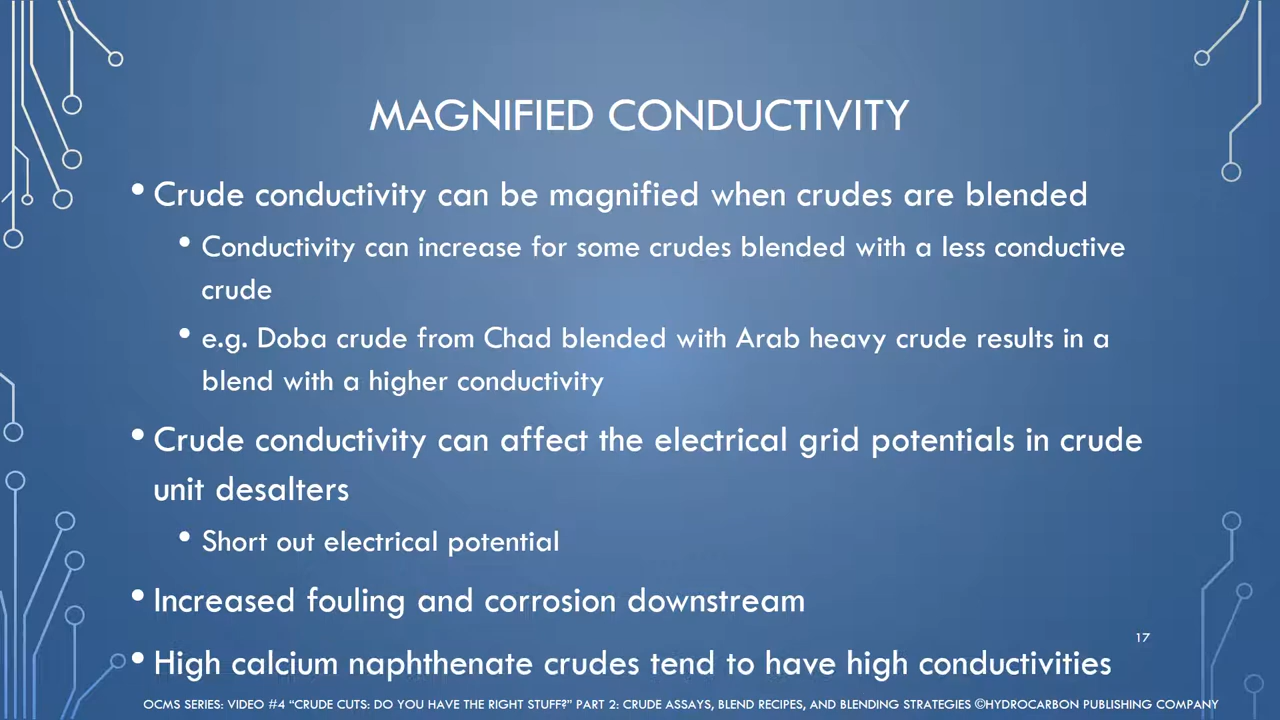 MAGNIFIED CONDUCTIVITY
• Crude conductivity can be magnified when crudes are blended
• Conductivity can increase for some crudes blended with a less conductive
crude
• e.g. Doba crude from Chad blended with Arab heavy crude results in a
blend with a higher conductivity
• Crude conductivity can affect the electrical grid potentials in crude
unit desalters
• Short out electrical potential
• Increased fouling and corrosion downstream
17
• High calcium naphthenate crudes tend to have high conductivities
OCMS SERIES: VIDEO #4 “CRUDE CUTS: DO YOU HAVE THE RIGHT STUFF?” PART 2: CRUDE ASSAYS, BLEND RECIPES, AND BLENDING STRATEGIES ©HYDROCARBON PUBLISHING COMPANY